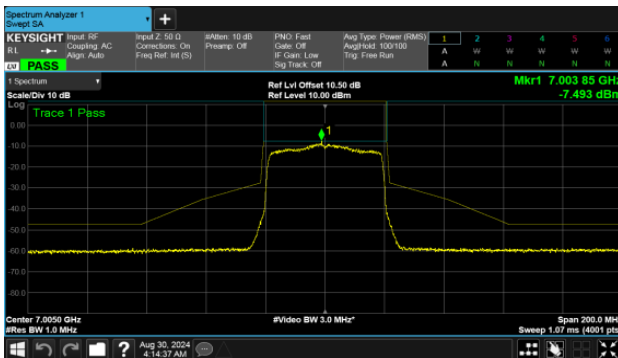 Spectrum Analyzer 1
Swept SA
+
KEYSIGHT Input: RF Input Z: 50 Ω #Atten: 10 dB PNO: Fast Avg Type: Power (RMS) 1 2 3 4 5 6
RL Coupling: AC Corrections: On Preamp: Off Gate: Off Avg|Hold: 100/100 A W W W W W
Align: Auto Freq Ref: Int (S) IF Gain: Low Trig: Free Run
LXI PASS Sig Track: Off A N N N N N
1 Spectrum Ref Lvl Offset 10.50 dB Mkr1 7.003 85 GHz
Scale/Div 10 dB Ref Level 10.00 dBm -7.493 dBm
Log
Trace 1 Pass
0.00
1
-10.0
-20.0
-30.0
-40.0
-50.0
-60.0
-70.0
-80.0
Center 7.0050 GHz #Video BW 3.0 MHz* Span 200.0 MHz
#Res BW 1.0 MHz Sweep 1.07 ms (4001 pts)
? Aug 30, 2024
4:14:37 AM